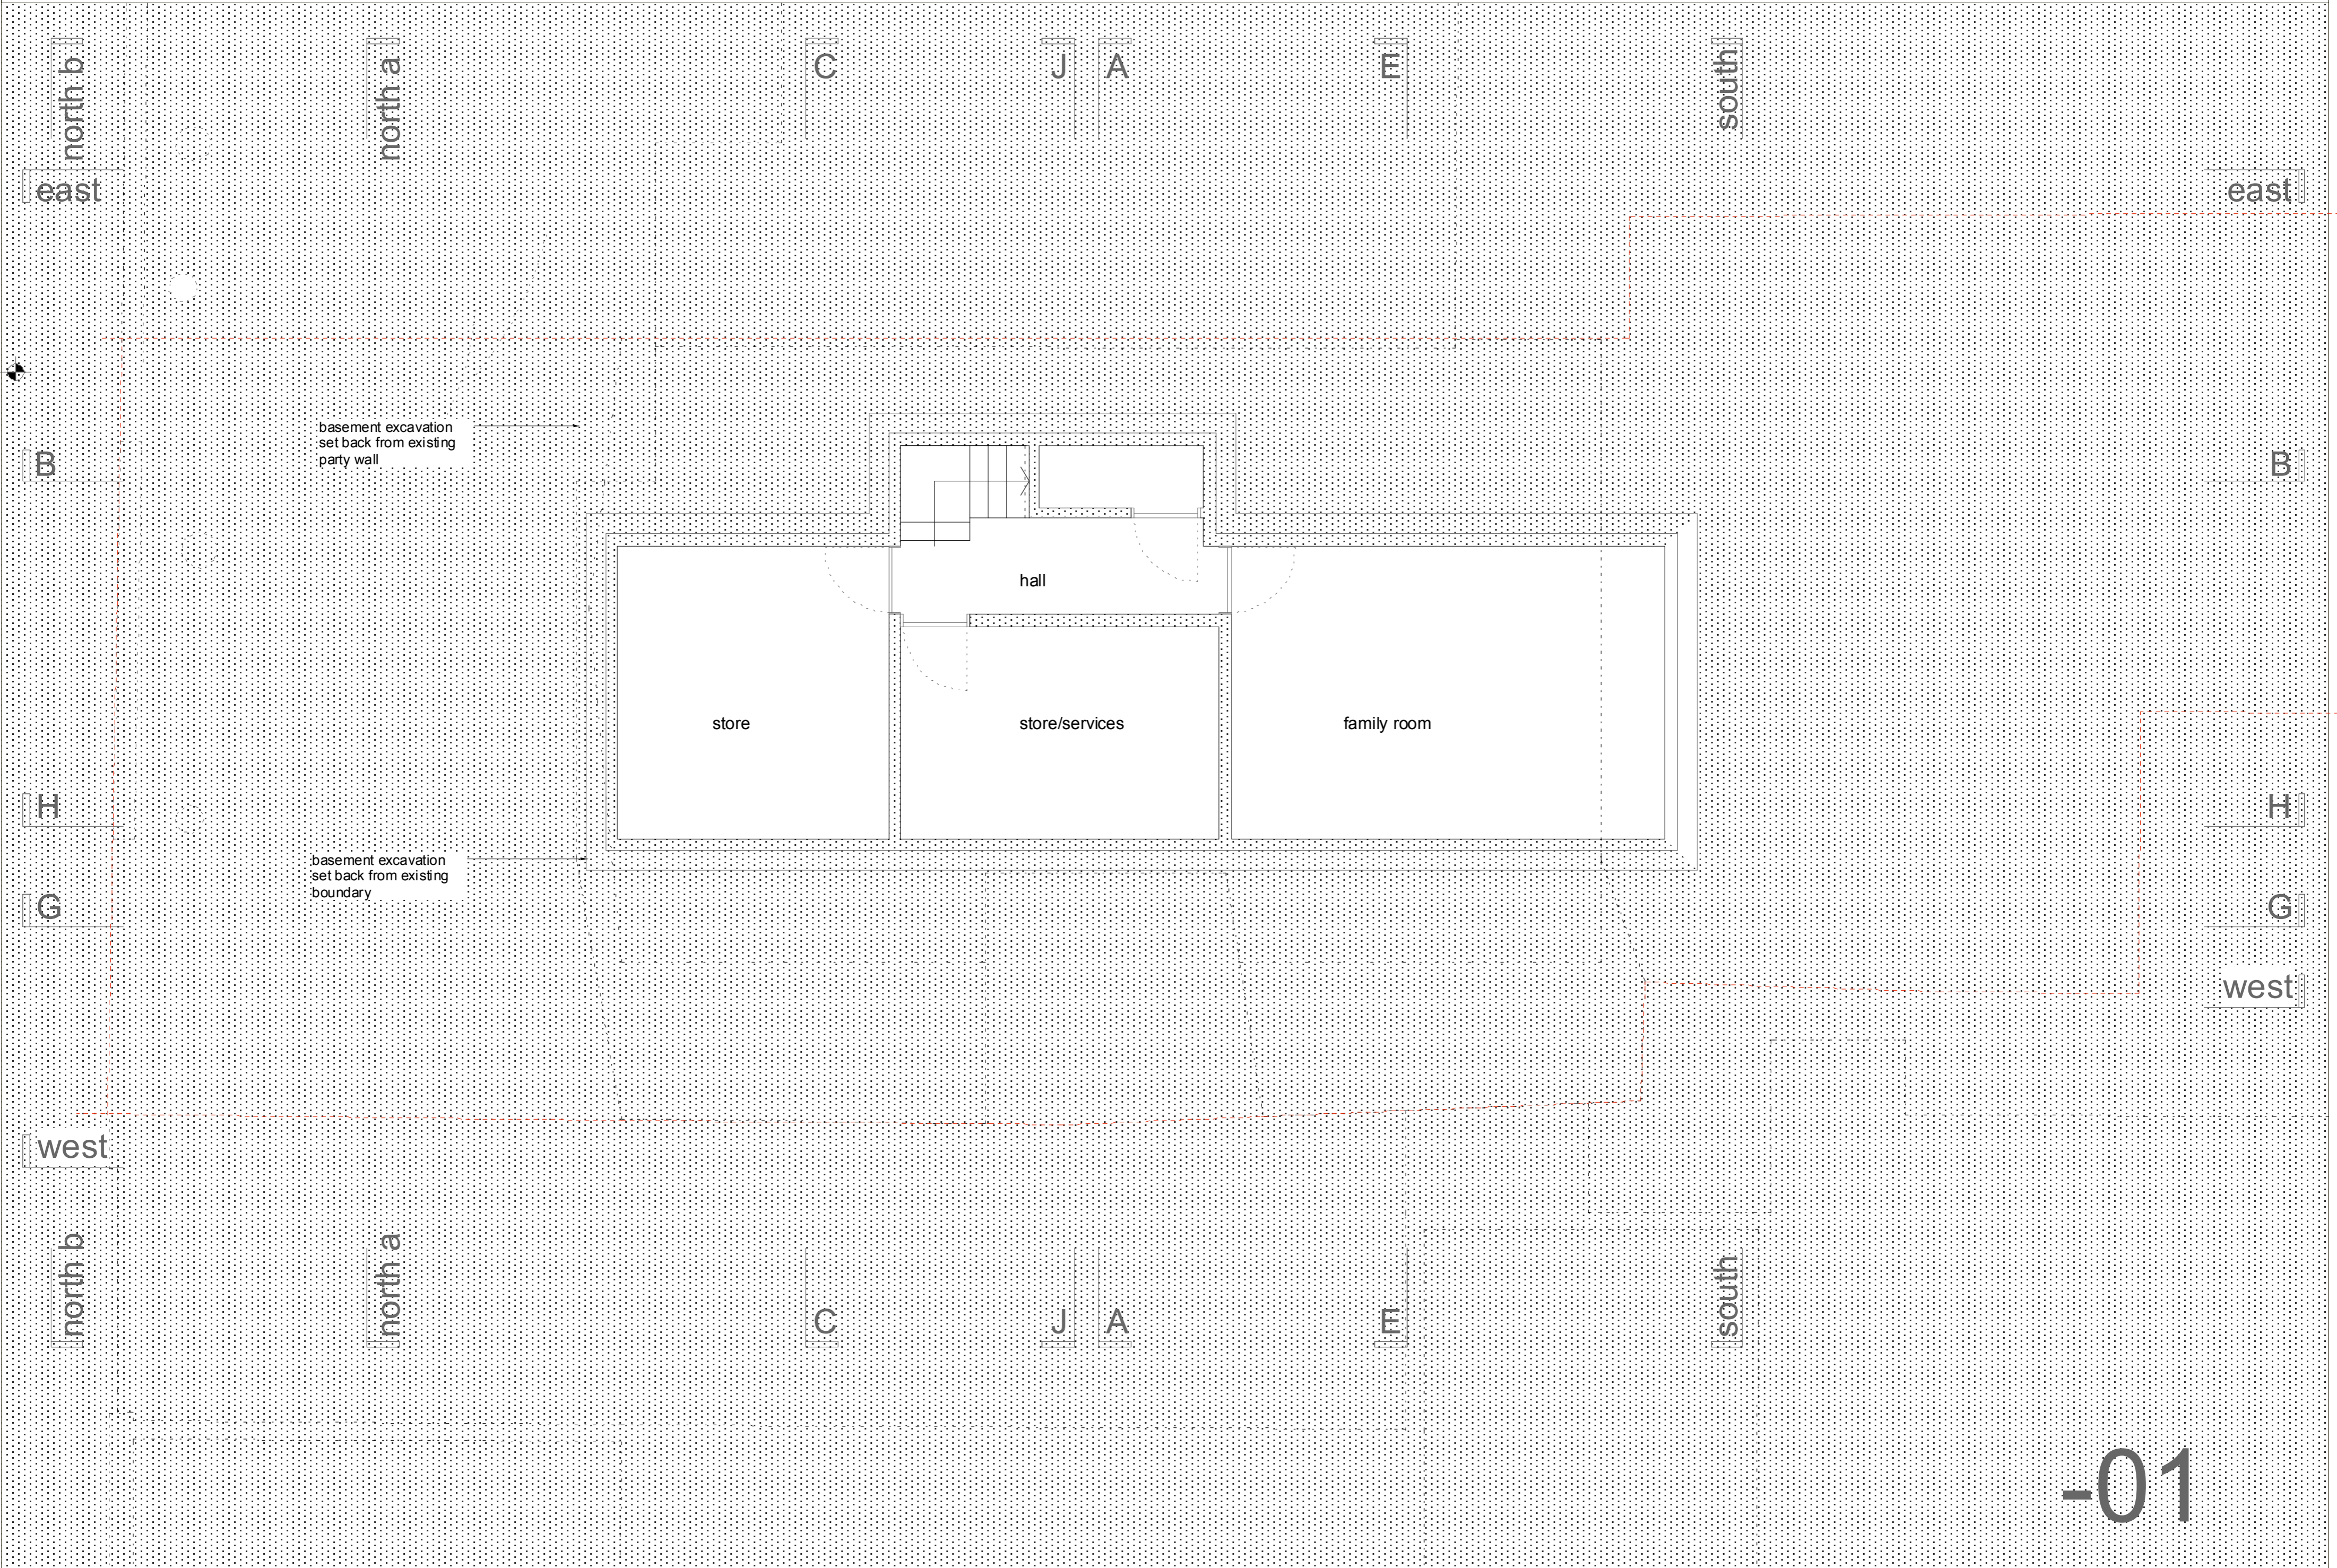 north b
north a
C
J
A
E
south
east
east
basement excavation
set back from existing
party wall
B
B
hall
store
store/services
family room
H
H
basement excavation
set back from existing
boundary
G
G
west
west
north b
north a
C
J
A
E
south
-01